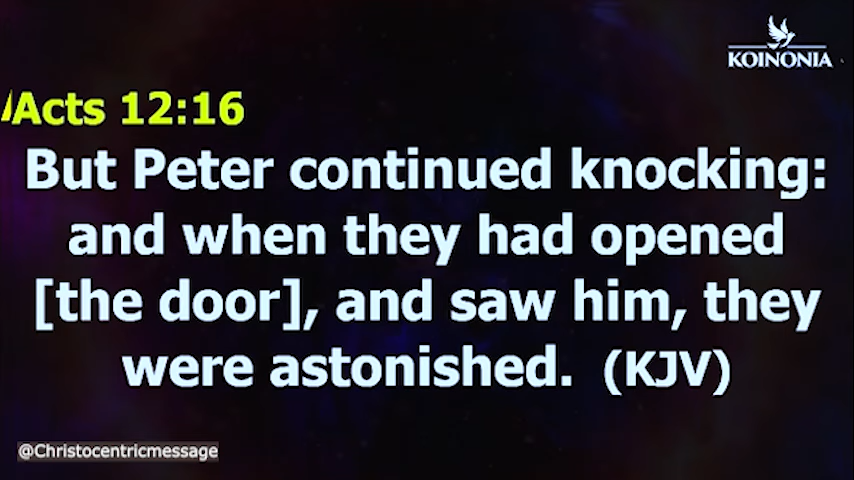 KOINONIA
Acts 12:16
But Peter continued knocking:
and when they had opened
[the door], and saw him, they
were astonished. (KJV)
@Christocentricmessage